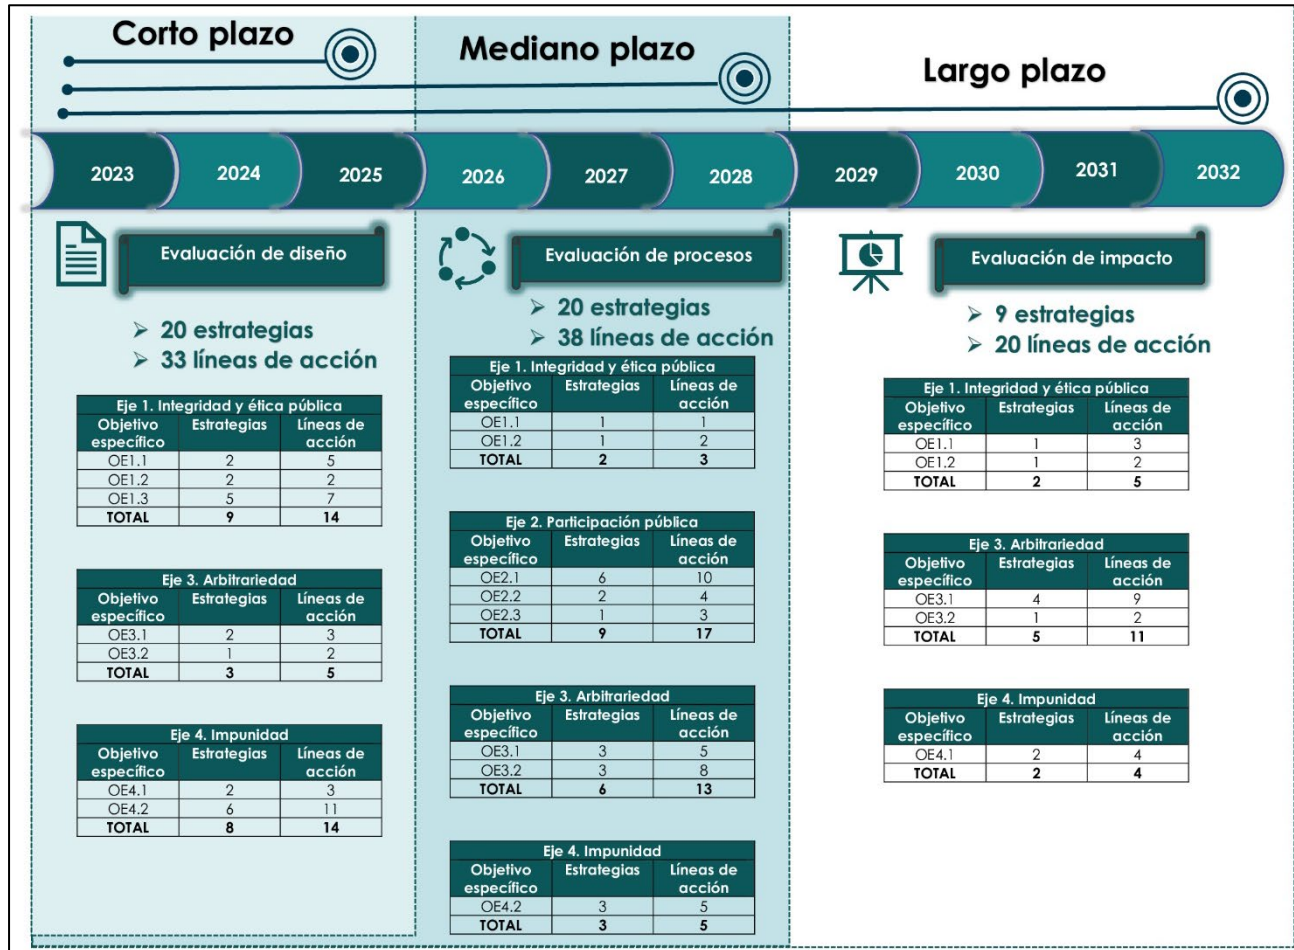 Corto plazo
Mediano plazo
Largo plazo
2023 2024 2025 2026 2027 2028 2029 2030 2031 2032
Evaluación de diseño
➢ 20 estrategias
➢ 33 líneas de acción
Eje 1. Integridad y ética pública
Objetivo específico Estrategias Líneas de acción
OE1.1 2 5
OE1.2 2 2
OE1.3 5 7
TOTAL 9 14
Eje 3. Arbitrariedad
Objetivo específico Estrategias Líneas de acción
OE3.1 2 3
OE3.2 1 2
TOTAL 3 5
Eje 4. Impunidad
Objetivo específico Estrategias Líneas de acción
OE4.1 2 3
OE4.2 6 11
TOTAL 8 14
Evaluación de procesos
➢ 20 estrategias
➢ 38 líneas de acción
Eje 1. Integridad y ética pública
Objetivo específico Estrategias Líneas de acción
OE1.1 1 1
OE1.2 1 2
TOTAL 2 3
Eje 2. Participación pública
Objetivo específico Estrategias Líneas de acción
OE2.1 6 10
OE2.2 2 4
OE2.3 1 3
TOTAL 9 17
Eje 3. Arbitrariedad
Objetivo específico Estrategias Líneas de acción
OE3.1 3 5
OE3.2 3 8
TOTAL 6 13
Eje 4. Impunidad
Objetivo específico Estrategias Líneas de acción
OE4.2 3 5
TOTAL 3 5
Evaluación de impacto
➢ 9 estrategias
➢ 20 líneas de acción
Eje 1. Integridad y ética pública
Objetivo específico Estrategias Líneas de acción
OE1.1 1 3
OE1.2 1 2
TOTAL 2 5
Eje 3. Arbitrariedad
Objetivo específico Estrategias Líneas de acción
OE3.1 4 9
OE3.2 1 2
TOTAL 5 11
Eje 4. Impunidad
Objetivo específico Estrategias Líneas de acción
OE4.1 2 4
TOTAL 2 4